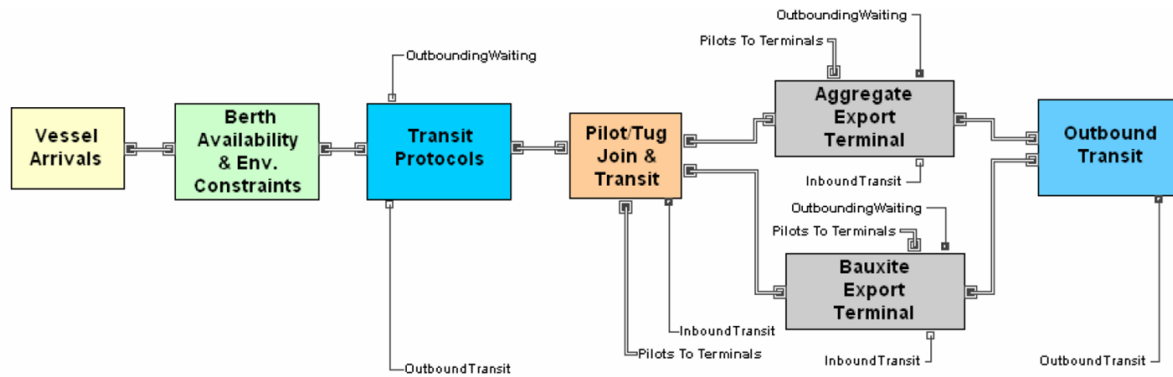 OutboundingWaiting
Pilots To Terminals
OutboundingWaiting
Vessel
Arrivals
Berth
Availability
& Env.
Constraints
Transit
Protocols
Pilot/Tug
Join &
Transit
Aggregate
Export
Terminal
Outbound
Transit
InboundTransit
OutboundingWaiting
Pilots To Terminals
Bauxite
Export
Terminal
InboundTransit
Pilots To Terminals
OutboundTransit
InboundTransit
OutboundTransit